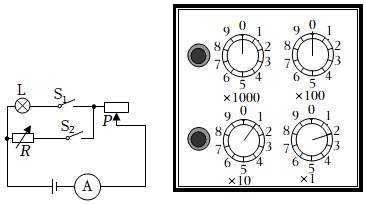 L
S₁
P
S₂
R
A
0 1 2 3 4 5 6 7 8 9
×1000
0 1 2 3 4 5 6 7 8 9
×100
0 1 2 3 4 5 6 7 8 9
×10
0 1 2 3 4 5 6 7 8 9
×1